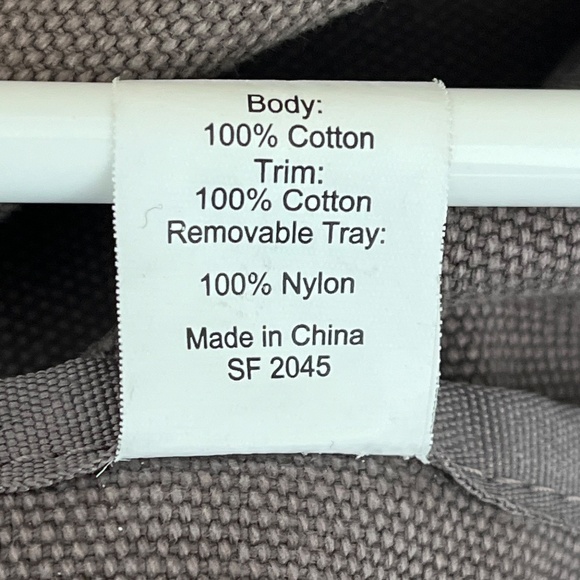 Body:
100% Cotton
Trim:
100% Cotton
Removable Tray:
100% Nylon
Made in China
SF 2045